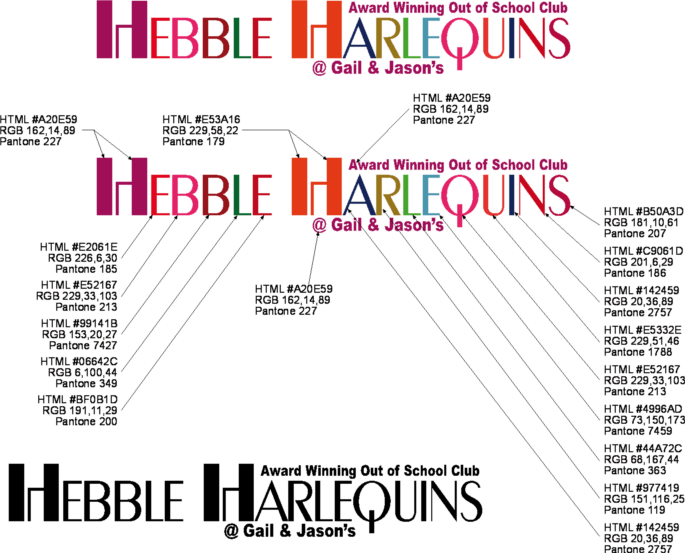 Award Winning Out of School Club
HEBBLE HARLEQUINS
@ Gail & Jason's
HTML #A20E59
RGB 162,14,89
Pantone 227
HTML #E53A16
RGB 229,58,22
Pantone 179
HTML #A20E59
RGB 162,14,89
Pantone 227
Award Winning Out of School Club
HEBBLE HARLEQUINS
@ Gail & Jason's
HTML #E2061E
RGB 226,6,30
Pantone 185
HTML #E52167
RGB 229,33,103
Pantone 213
HTML #99141B
RGB 153,20,27
Pantone 7427
HTML #06642C
RGB 6,100,44
Pantone 349
HTML #BF0B1D
RGB 191,11,29
Pantone 200
HTML #A20E59
RGB 162,14,89
Pantone 227
HTML #B50A3D
RGB 181,10,61
Pantone 207
HTML #C9061D
RGB 201,6,29
Pantone 186
HTML #142459
RGB 20,36,89
Pantone 2757
HTML #E5332E
RGB 229,51,46
Pantone 1788
HTML #E52167
RGB 229,33,103
Pantone 213
HTML #4996AD
RGB 73,150,173
Pantone 7459
HTML #44A72C
RGB 68,167,44
Pantone 363
HTML #977419
RGB 151,116,25
Pantone 119
HTML #142459
RGB 20,36,89
Pantone 2757
Award Winning Out of School Club
HEBBLE HARLEQUINS
@ Gail & Jason's